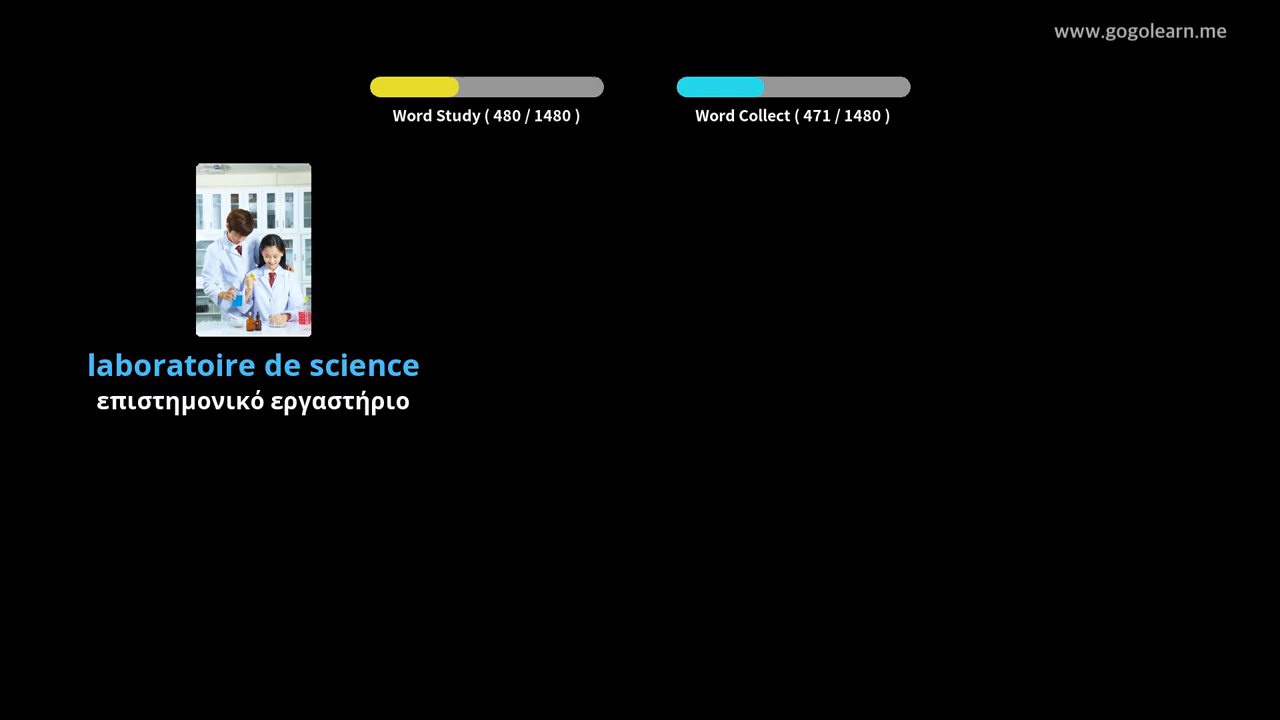 www.gogolearn.me
Word Study ( 480 / 1480 )
Word Collect ( 471 / 1480 )
laboratoire de science
επιστημονικό εργαστήριο